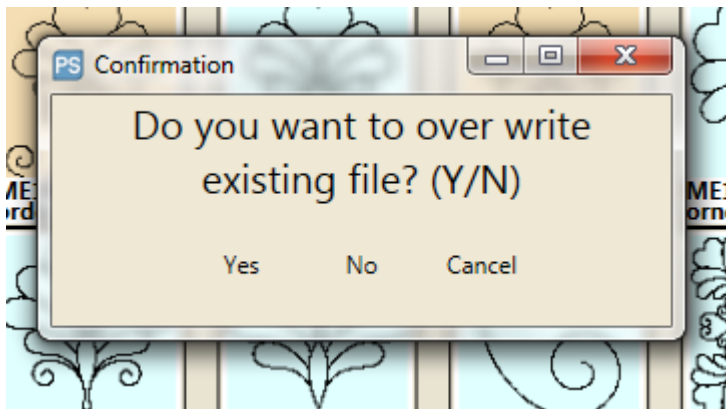 PS Confirmation
Do you want to over write
existing file? (Y/N)
Yes No Cancel